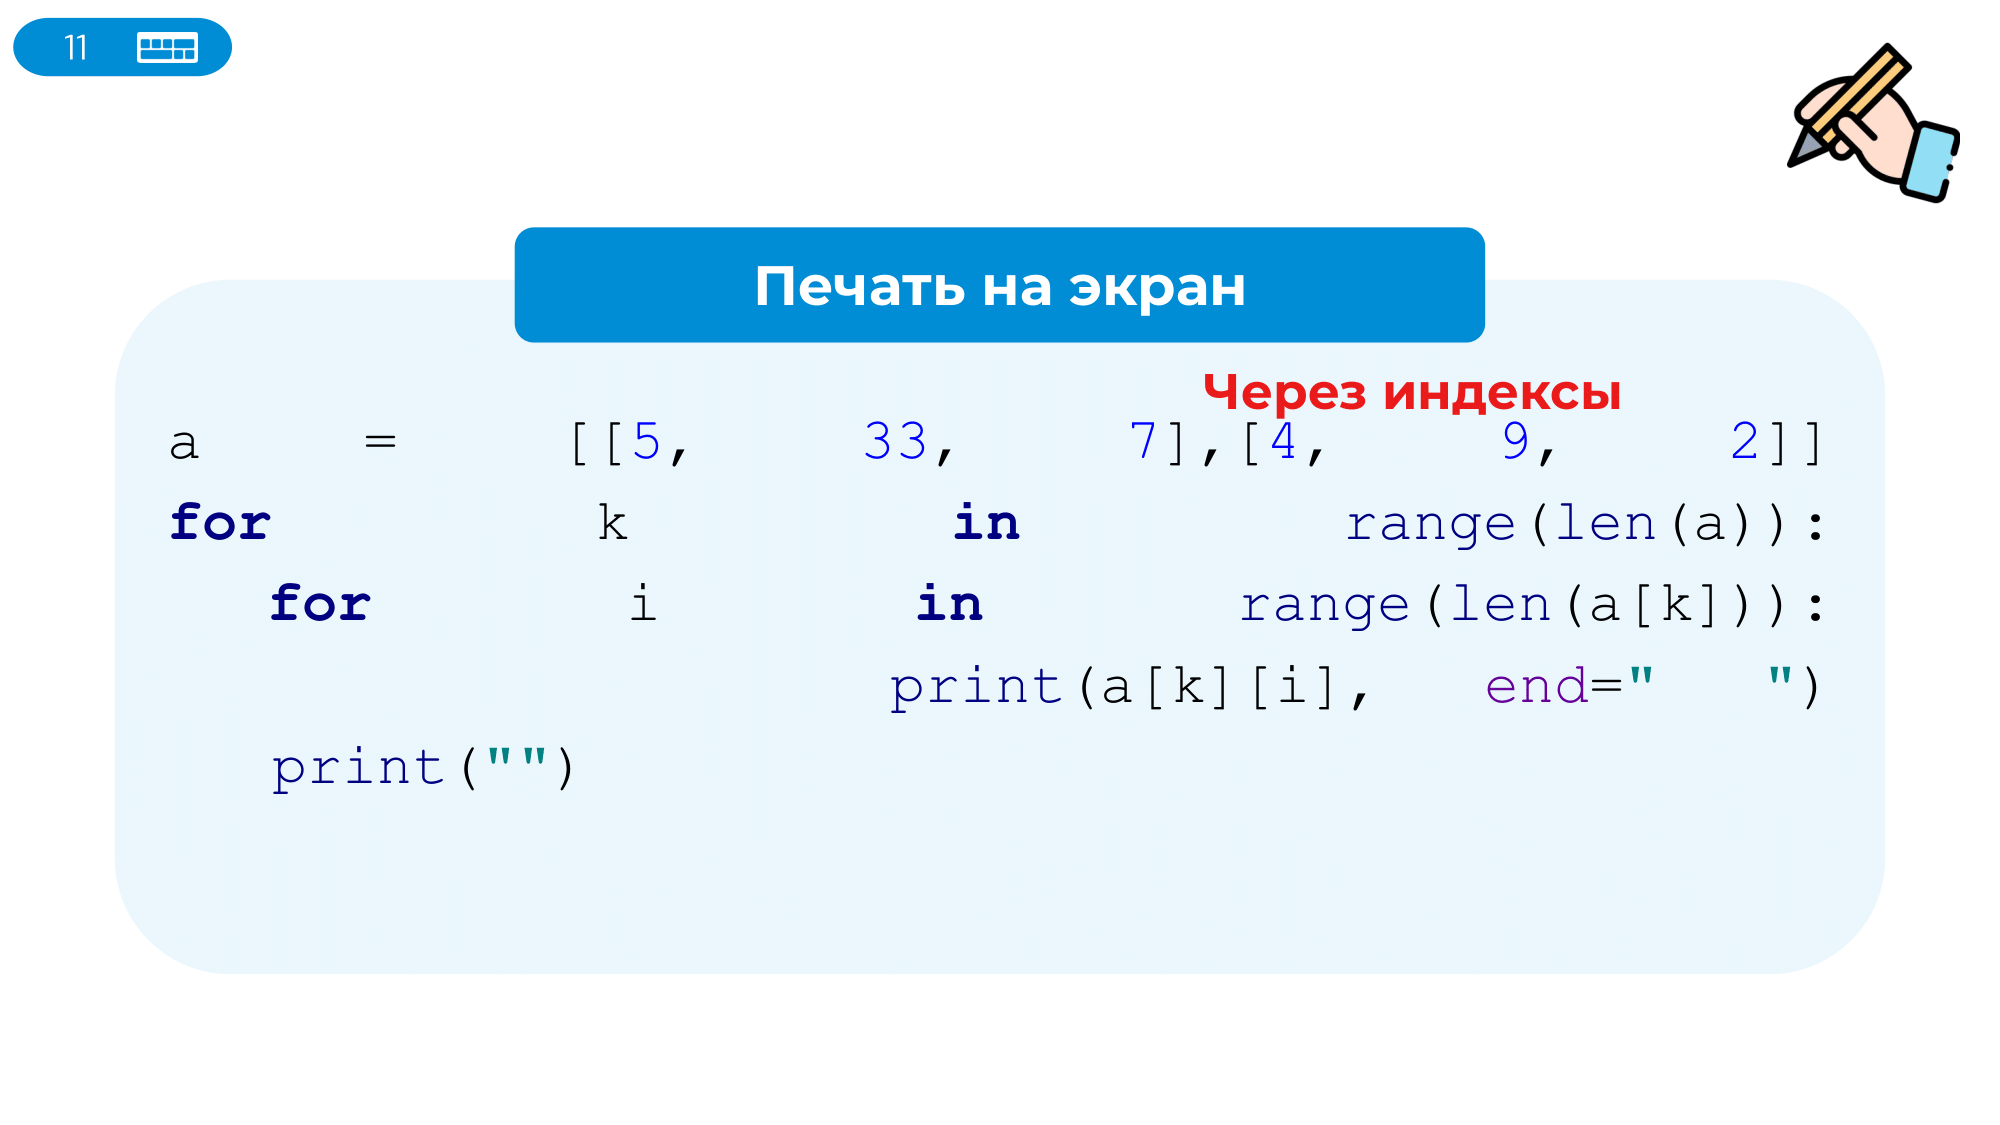 11
Печать на экран
Через индексы
a = [[5, 33, 7],[4, 9, 2]]
for k in range(len(a)):
    for i in range(len(a[k])):
        print(a[k][i], end=" ")
    print("")